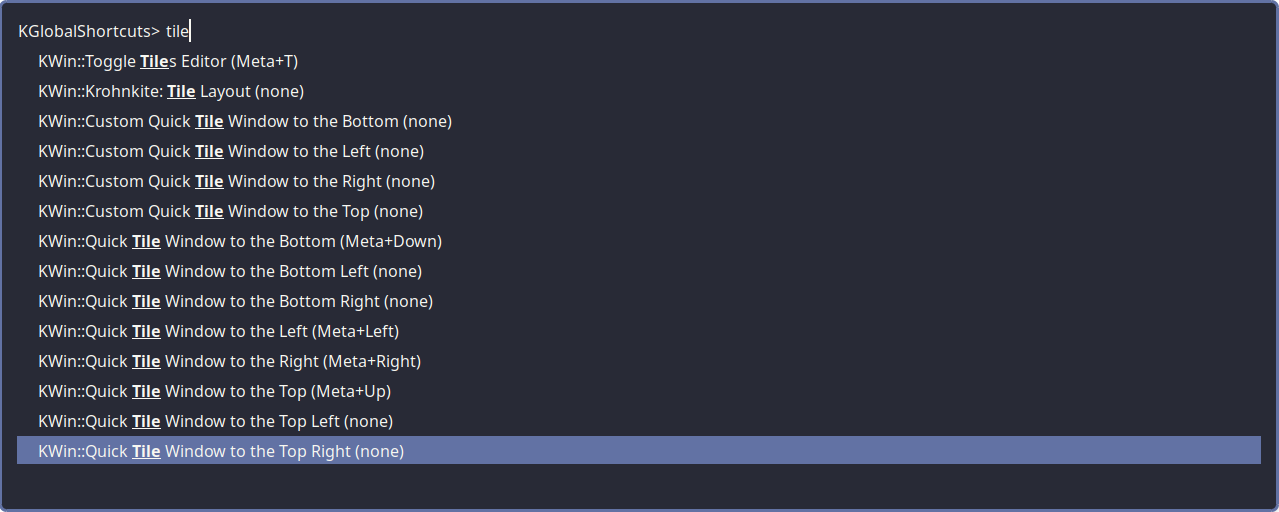 KGlobalShortcuts> tile
KWin::Toggle Tiles Editor (Meta+T)
KWin::Krohnkite: Tile Layout (none)
KWin::Custom Quick Tile Window to the Bottom (none)
KWin::Custom Quick Tile Window to the Left (none)
KWin::Custom Quick Tile Window to the Right (none)
KWin::Custom Quick Tile Window to the Top (none)
KWin::Quick Tile Window to the Bottom (Meta+Down)
KWin::Quick Tile Window to the Bottom Left (none)
KWin::Quick Tile Window to the Bottom Right (none)
KWin::Quick Tile Window to the Left (Meta+Left)
KWin::Quick Tile Window to the Right (Meta+Right)
KWin::Quick Tile Window to the Top (Meta+Up)
KWin::Quick Tile Window to the Top Left (none)
KWin::Quick Tile Window to the Top Right (none)